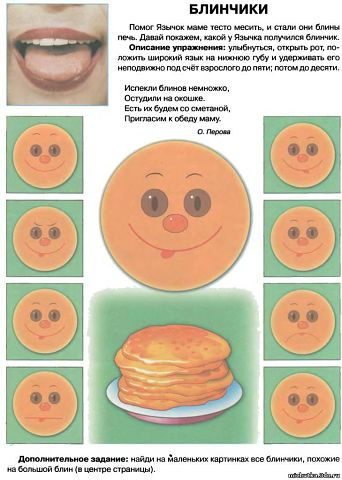 БЛИНЧИКИ
Помог Язычок маме тесто месить, и стали они блины
печь. Давай покажем, какой у Язычка получился блинчик.
Описание упражнения: улыбнуться, открыть рот, по-
ложить широкий язык на нижнюю губу и удерживать его
неподвижно под счёт взрослого до пяти; потом до десяти.
Испекли блинов немножко,
Остудили на окошке.
Есть их будем со сметаной,
Пригласим к обеду маму.
О. Перова
Дополнительное задание: найди на маленьких картинках все блинчики, похожие
на большой блин (в центре страницы).